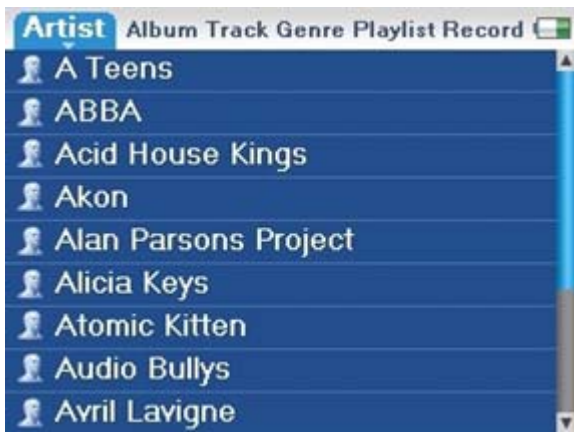 Artist Album Track Genre Playlist Record
A Teens
ABBA
Acid House Kings
Akon
Alan Parsons Project
Alicia Keys
Atomic Kitten
Audio Bullys
Avril Lavigne